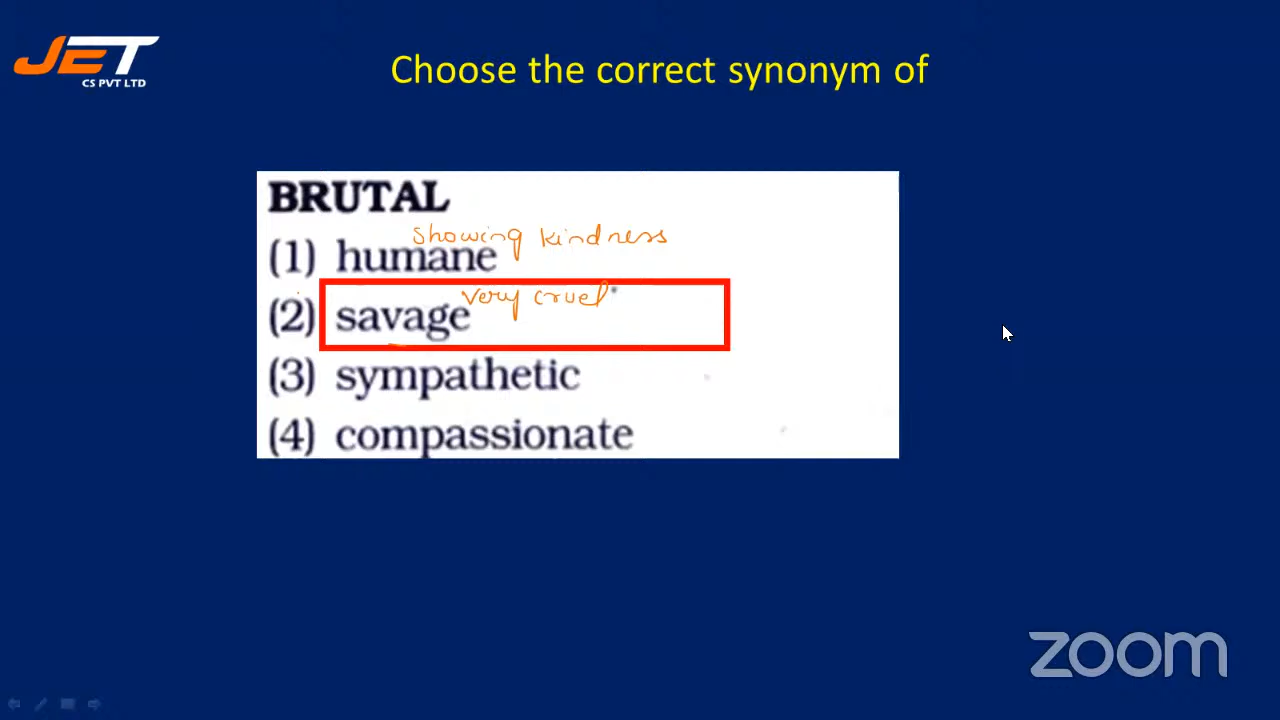 JET
CS PVT LTD
Choose the correct synonym of
BRUTAL
showing kindness
(1) humane
very cruel
(2) savage
(3) sympathetic
(4) compassionate
zoom